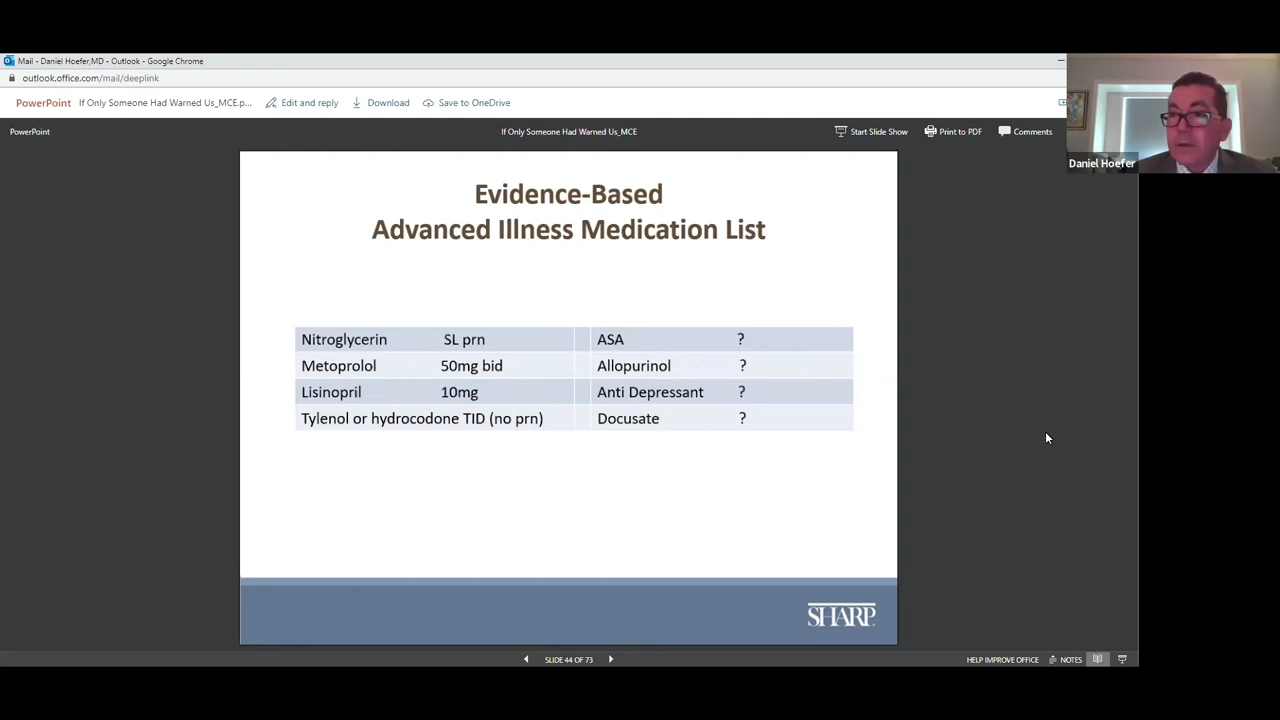 Mail - Daniel Hoefer,MD - Outlook - Google Chrome
outlook.office.com/mail/deeplink
PowerPoint If Only Someone Had Warned Us_MCE.p... Edit and reply Download Save to OneDrive
PowerPoint If Only Someone Had Warned Us_MCE Start Slide Show Print to PDF Comments
Daniel Hoefer
Evidence-Based
Advanced Illness Medication List
Nitroglycerin SL prn ASA ?
Metoprolol 50mg bid Allopurinol ?
Lisinopril 10mg Anti Depressant ?
Tylenol or hydrocodone TID (no prn) Docusate ?
SHARP
SLIDE 44 OF 73 HELP IMPROVE OFFICE NOTES